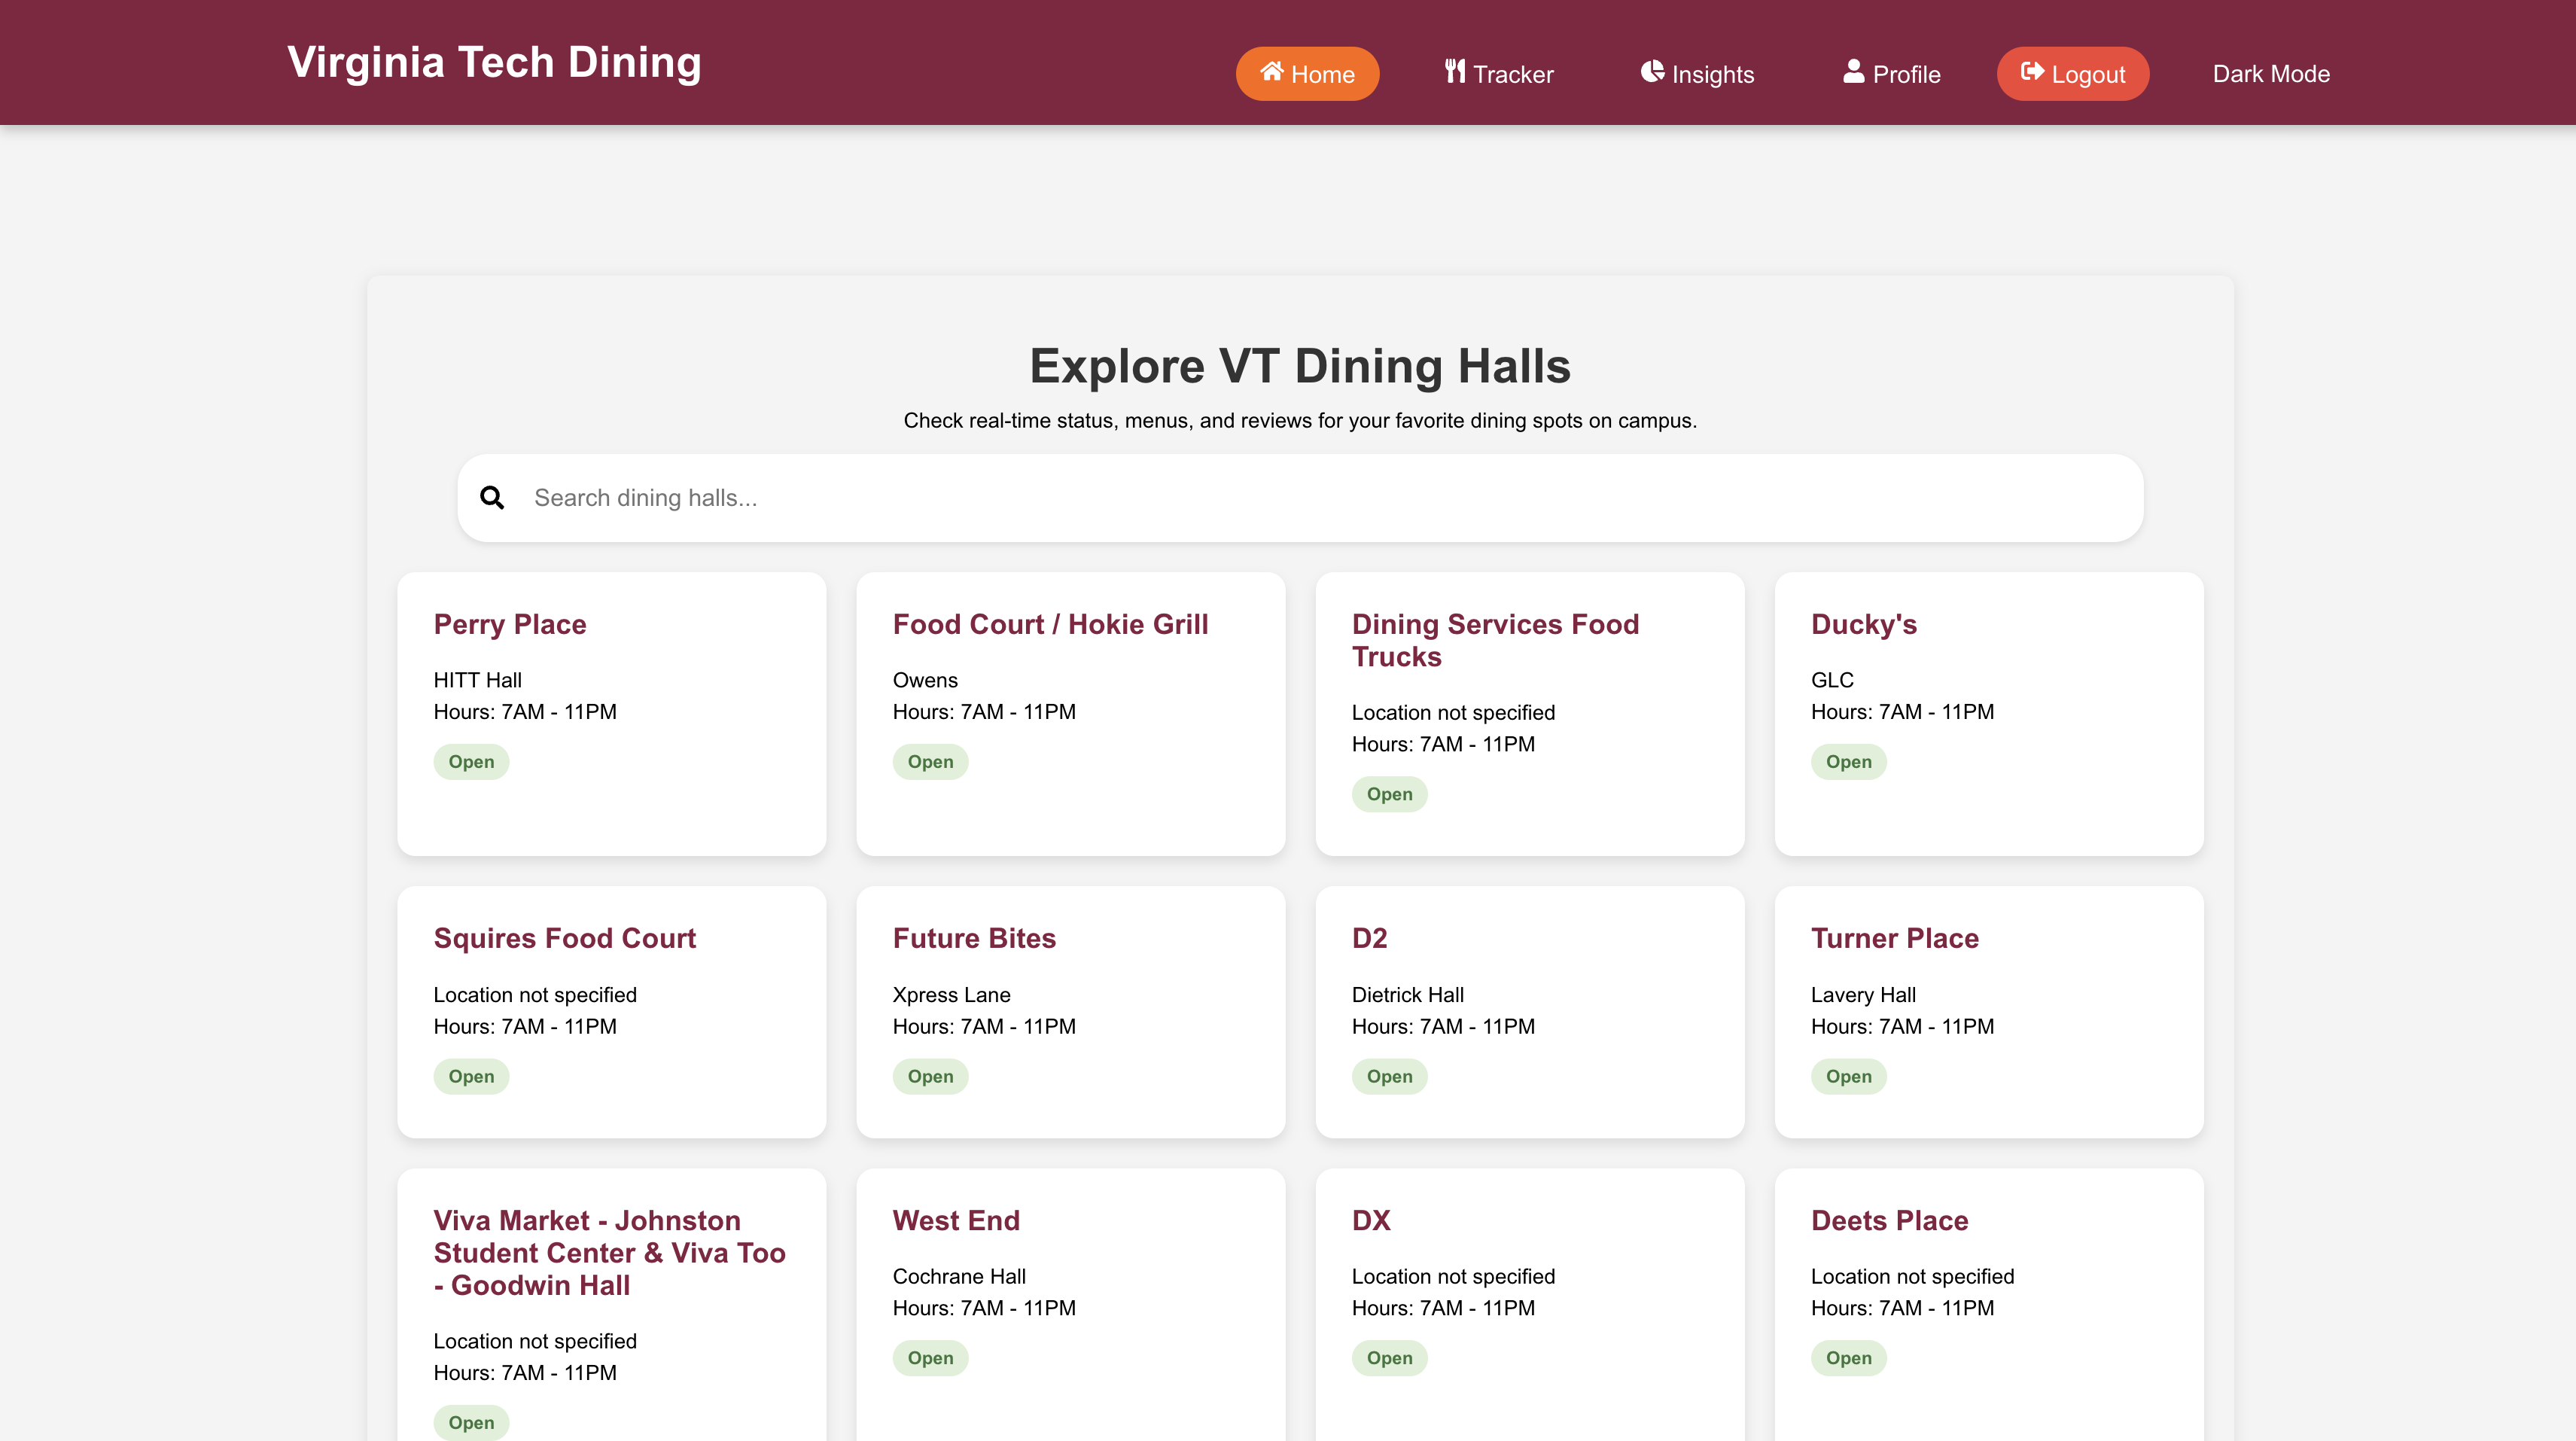 Virginia Tech Dining
Home
Tracker
Insights
Profile
Logout
Dark Mode
Explore VT Dining Halls
Check real-time status, menus, and reviews for your favorite dining spots on campus.
Search dining halls...
Perry Place
HITT Hall
Hours: 7AM - 11PM
Open
Food Court / Hokie Grill
Owens
Hours: 7AM - 11PM
Open
Dining Services Food
Trucks
Location not specified
Hours: 7AM - 11PM
Open
Ducky's
GLC
Hours: 7AM - 11PM
Open
Squires Food Court
Location not specified
Hours: 7AM - 11PM
Open
Future Bites
Xpress Lane
Hours: 7AM - 11PM
Open
D2
Dietrick Hall
Hours: 7AM - 11PM
Open
Turner Place
Lavery Hall
Hours: 7AM - 11PM
Open
Viva Market - Johnston
Student Center & Viva Too
- Goodwin Hall
Location not specified
Hours: 7AM - 11PM
Open
West End
Cochrane Hall
Hours: 7AM - 11PM
Open
DX
Location not specified
Hours: 7AM - 11PM
Open
Deets Place
Location not specified
Hours: 7AM - 11PM
Open